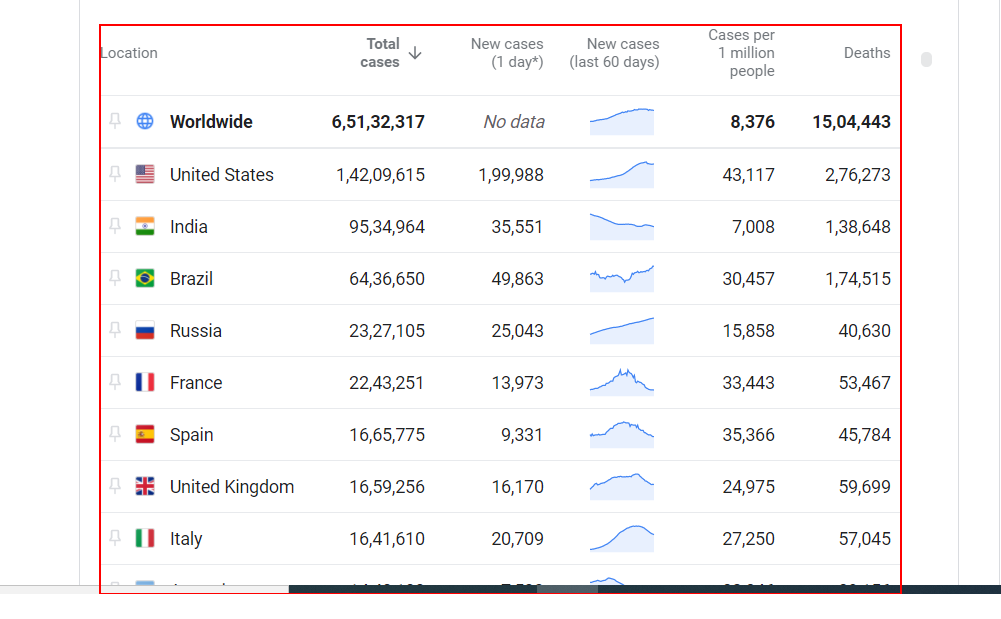 Location Total cases New cases (1 day*) New cases (last 60 days) Cases per 1 million people Deaths
Worldwide 6,51,32,317 No data 8,376 15,04,443
United States 1,42,09,615 1,99,988 43,117 2,76,273
India 95,34,964 35,551 7,008 1,38,648
Brazil 64,36,650 49,863 30,457 1,74,515
Russia 23,27,105 25,043 15,858 40,630
France 22,43,251 13,973 33,443 53,467
Spain 16,65,775 9,331 35,366 45,784
United Kingdom 16,59,256 16,170 24,975 59,699
Italy 16,41,610 20,709 27,250 57,045